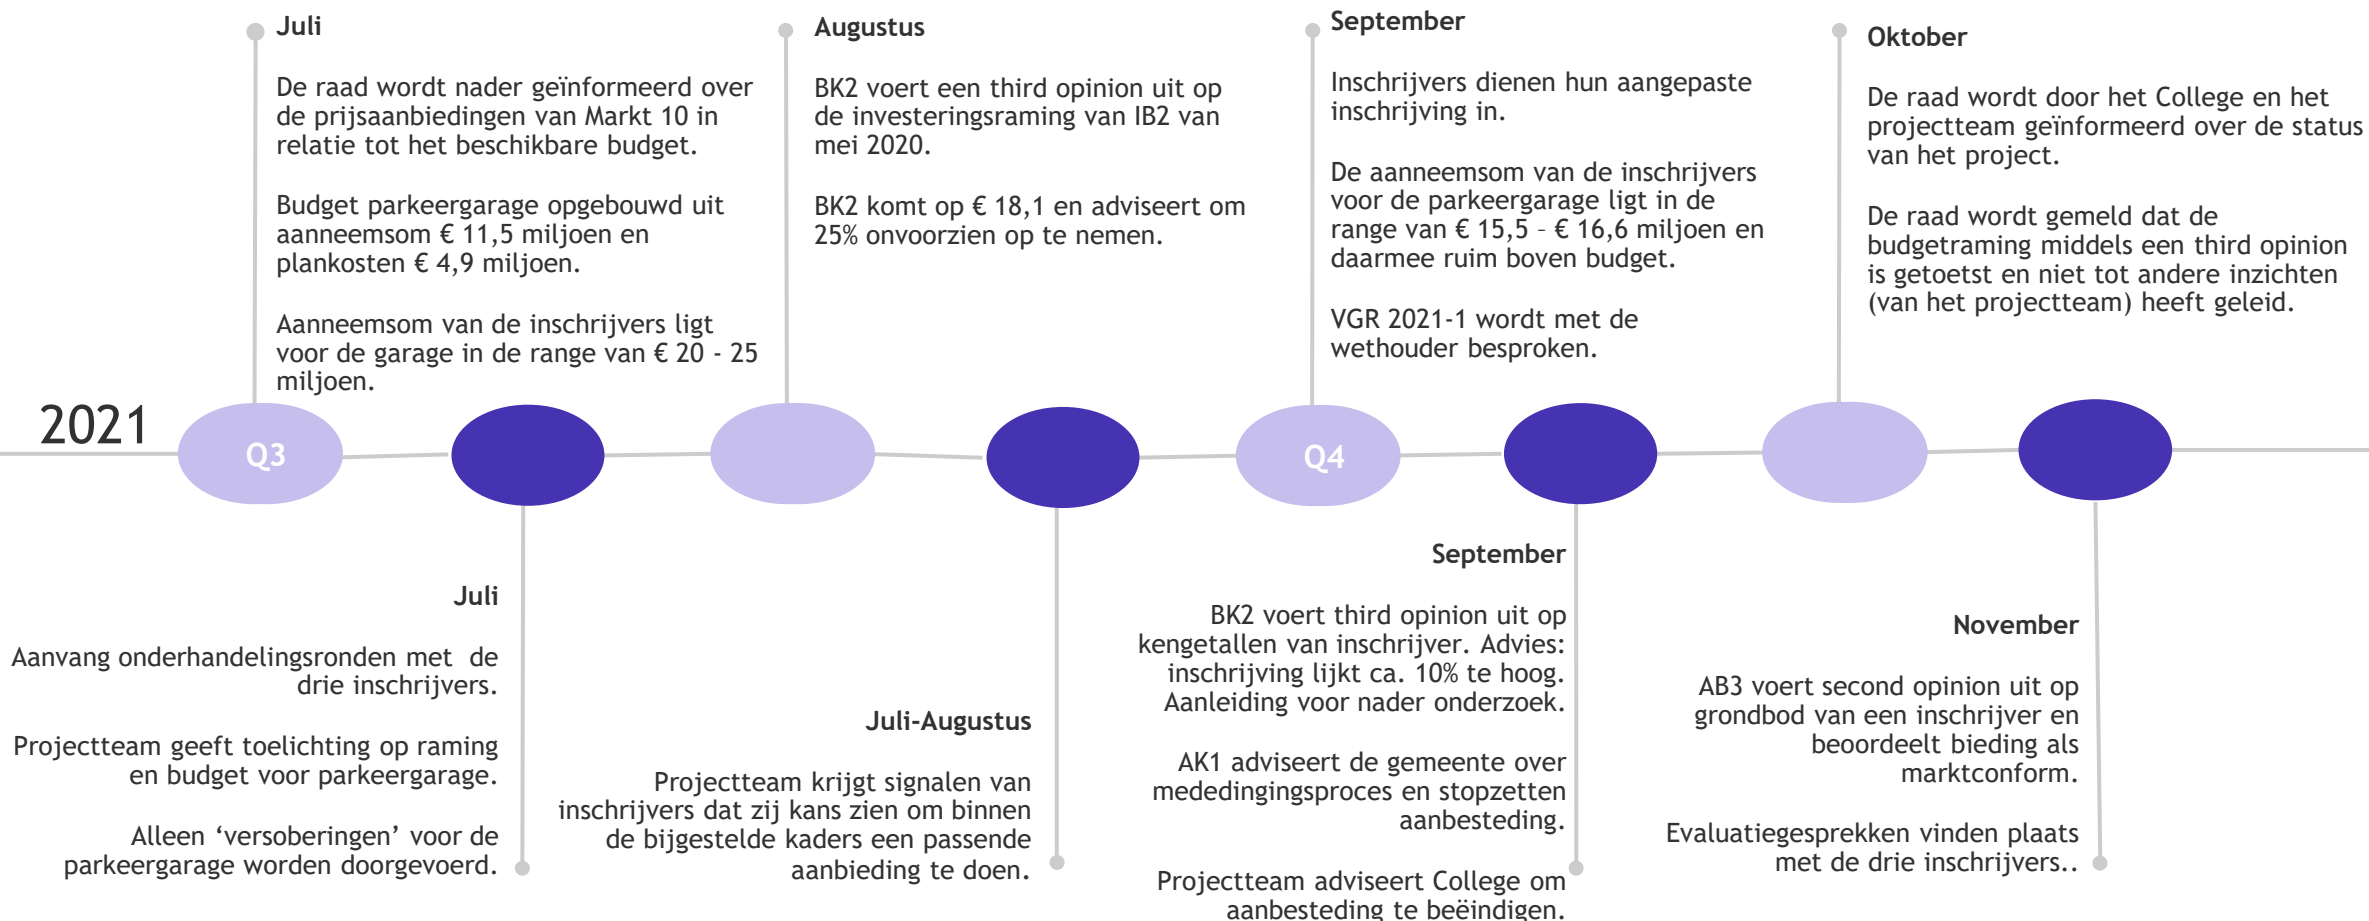 Juli
De raad wordt nader geïnformeerd over
de prijsaanbiedingen van Markt 10 in
relatie tot het beschikbare budget.
Budget parkeergarage opgebouwd uit
aanneemsom € 11,5 miljoen en
plankosten € 4,9 miljoen.
Aanneemsom van de inschrijvers ligt
voor de garage in de range van € 20 - 25
miljoen.
Augustus
BK2 voert een third opinion uit op
de investeringsraming van IB2 van
mei 2020.
BK2 komt op € 18,1 en adviseert om
25% onvoorzien op te nemen.
September
Inschrijvers dienen hun aangepaste
inschrijving in.
De aanneemsom van de inschrijvers
voor de parkeergarage ligt in de
range van € 15,5 – € 16,6 miljoen en
daarmee ruim boven budget.
VGR 2021-1 wordt met de
wethouder besproken.
Oktober
De raad wordt door het College en het
projectteam geïnformeerd over de status
van het project.
De raad wordt gemeld dat de
budgetraming middels een third opinion
is getoetst en niet tot andere inzichten
(van het projectteam) heeft geleid.
2021
Q3
Q4
Juli
Aanvang onderhandelingsronden met  de
drie inschrijvers.
Projectteam geeft toelichting op raming
en budget voor parkeergarage.
Alleen ‘versoberingen’ voor de
parkeergarage worden doorgevoerd.
Juli-Augustus
Projectteam krijgt signalen van
inschrijvers dat zij kans zien om binnen
de bijgestelde kaders een passende
aanbieding te doen.
September
BK2 voert third opinion uit op
kengetallen van inschrijver. Advies:
inschrijving lijkt ca. 10% te hoog.
Aanleiding voor nader onderzoek.
AK1 adviseert de gemeente over
mededingingsproces en stopzetten
aanbesteding.
Projectteam adviseert College om
aanbesteding te beëindigen.
November
AB3 voert second opinion uit op
grondbod van een inschrijver en
beoordeelt bieding als
marktconform.
Evaluatiegesprekken vinden plaats
met de drie inschrijvers..